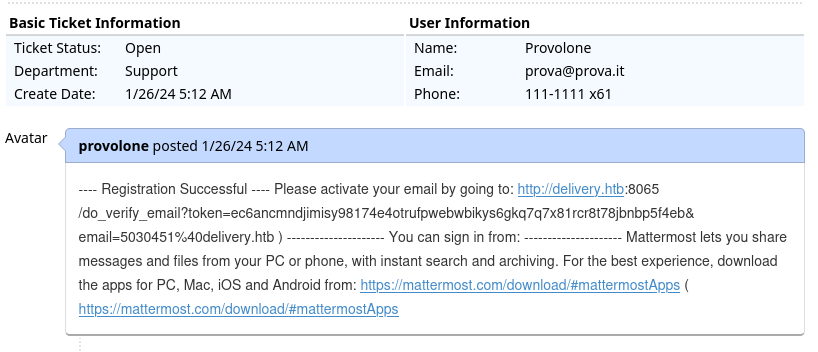 Basic Ticket Information
User Information
Ticket Status: Open
Name: Provolone
Department: Support
Email: prova@prova.it
Create Date: 1/26/24 5:12 AM
Phone: 111-1111 x61
Avatar
provolone posted 1/26/24 5:12 AM
---- Registration Successful ---- Please activate your email by going to: http://delivery.htb:8065
/do_verify_email?token=ec6ancmndjimisy98174e4otrufpwebwbikys6gkq7q7x81rcr8t78jbnbp5f4eb&
email=5030451%40delivery.htb ) --------------------- You can sign in from: --------------------- Mattermost lets you share
messages and files from your PC or phone, with instant search and archiving. For the best experience, download
the apps for PC, Mac, iOS and Android from: https://mattermost.com/download/#mattermostApps (
https://mattermost.com/download/#mattermostApps